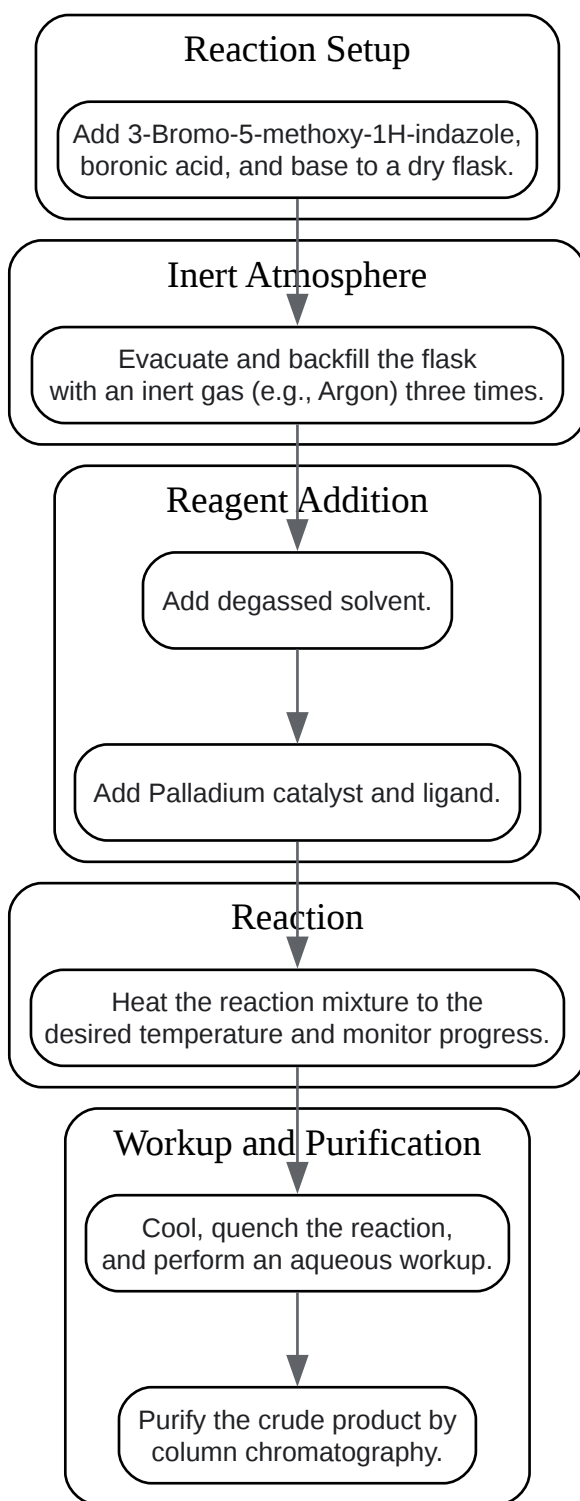 Reaction Setup
Add 3-Bromo-5-methoxy-1H-indazole,
boronic acid, and base to a dry flask.
Inert Atmosphere
Evacuate and backfill the flask
with an inert gas (e.g., Argon) three times.
Reagent Addition
Add degassed solvent.
Add Palladium catalyst and ligand.
Reaction
Heat the reaction mixture to the
desired temperature and monitor progress.
Workup and Purification
Cool, quench the reaction,
and perform an aqueous workup.
Purify the crude product by
column chromatography.